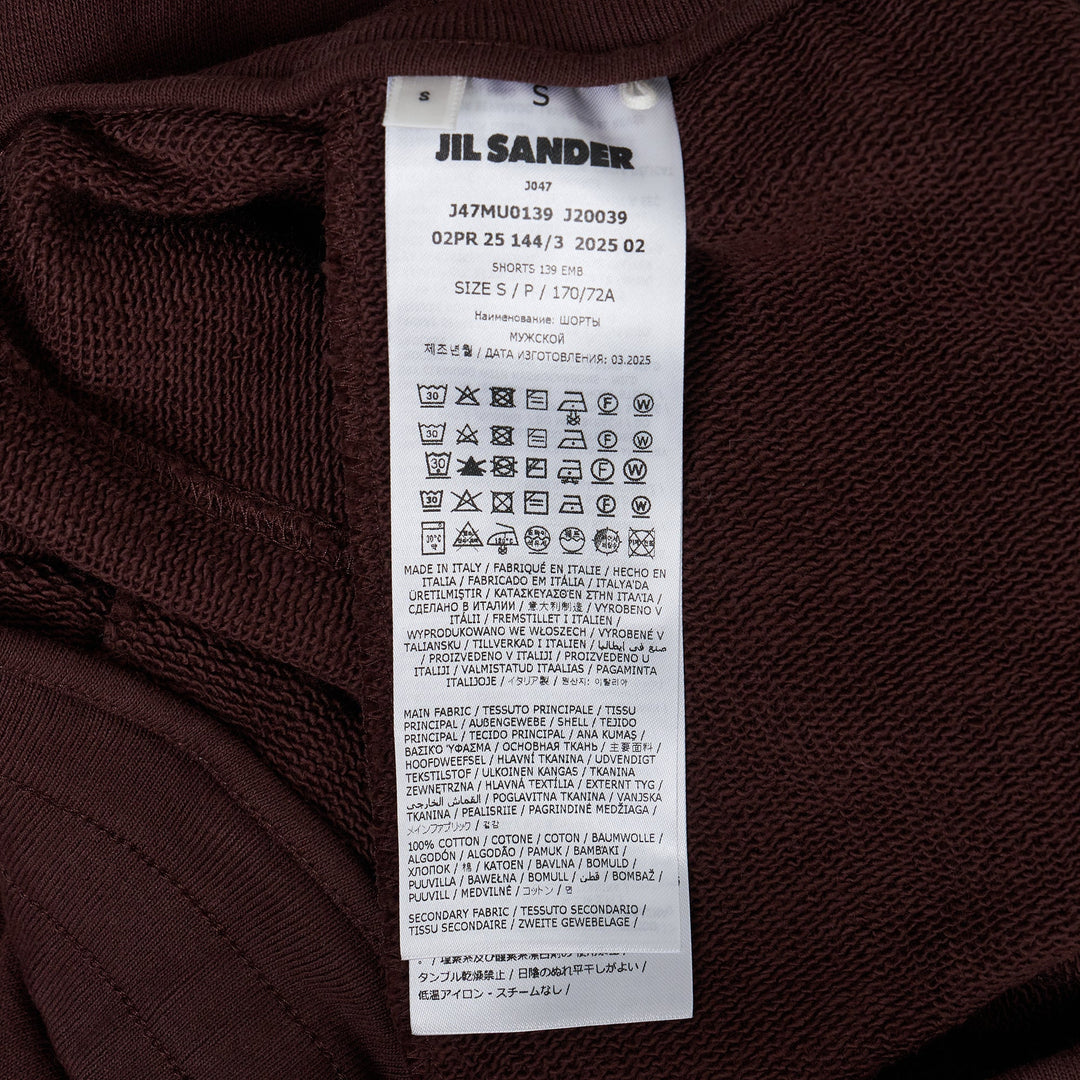 S
S
JIL SANDER
J047
J47MU0139 J20039
02PR 25 144/3 2025 02
SHORTS 139 EMB
SIZE S / P / 170/72A
Наименование: ШОРТЫ
МУЖСКОЙ
제조년월 / ДАТА ИЗГОТОВЛЕНИЯ: 03.2025
30 F W
30 F W
30 F W
30 F W
30°C
MADE IN ITALY / FABRIQUÉ EN ITALIE / HECHO EN
ITALIA / FABRICADO EM ITÁLIA / ITALYA'DA
ÜRETILMIŞTIR / ΚΑΤΑΣΚΕΥΑΣΘΕΝ ΣΤΗΝ ΙΤΑΛΙΑ /
СДЕЛАНО В ИТАЛИИ / 意大利制造 / VYROBENO V
ITÁLII / FREMSTILLET I ITALIEN /
WYPRODUKOWANO WE WŁOSZECH / VYROBENÉ V
TALIANSKU / TILLVERKAD I ITALIEN / صنع في ايطاليا
/ PROIZVEDENO V ITALIJI / PROIZVEDENO U
ITALIJI / VALMISTATUD ITAALIAS / PAGAMINTA
ITALIJOJE / イタリア製 / 원산지: 이탈리아
MAIN FABRIC / TESSUTO PRINCIPALE / TISSU
PRINCIPAL / AUßENGEWEBE / SHELL / TEJIDO
PRINCIPAL / TECIDO PRINCIPAL / ANA KUMAŞ /
ΒΑΣΙΚΌ ΎΦΑΣΜΑ / ОСНОВНАЯ ТКАНЬ / 主要面料 /
HOOFDWEEFSEL / HLAVNÍ TKANINA / UDVENDIGT
TEKSTILSTOF / ULKOINEN KANGAS / TKANINA
ZEWNĘTRZNA / HLAVNÁ TEXTÍLIA / EXTERNT TYG /
القماش الخارجي / POGLAVITNA TKANINA / VANJSKA
TKANINA / PEALISRIIE / PAGRINDINE MEDŽIAGA /
メインファブリック / 겉감
100% COTTON / COTONE / COTON / BAUMWOLLE /
ALGODÓN / ALGODÃO / PAMUK / ΒΑΜΒΆΚΙ /
ХЛОПОК / 棉 / KATOEN / BAVLNA / BOMULD /
PUUVILLA / BAWEŁNA / BOMULL / قطن / BOMBAŽ /
PUUVILL / MEDVILNĖ / コットン / 면
SECONDARY FABRIC / TESSUTO SECONDARIO /
TISSU SECONDAIRE / ZWEITE GEWEBELAGE /
タンブル乾燥禁止 / 日陰のぬれ平干しがよい /
低温アイロン - スチームなし /